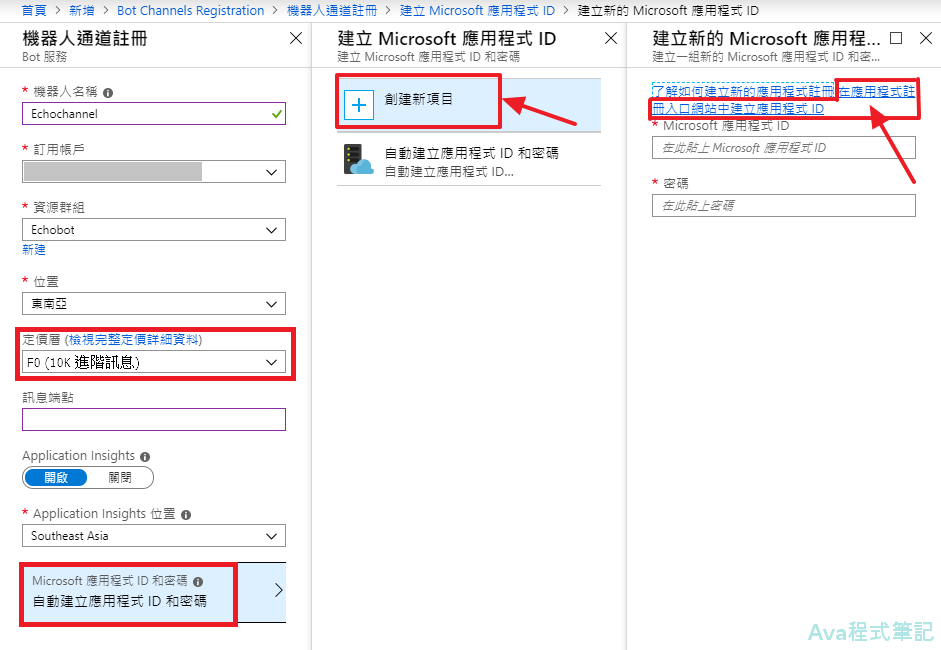 首頁 > 新增 > Bot Channels Registration > 機器人通道註冊 > 建立 Microsoft 應用程式 ID > 建立新的 Microsoft 應用程式 ID
機器人通道註冊
Bot 服務
* 機器人名稱
Echochannel
* 訂用帳戶
* 資源群組
Echobot
新建
* 位置
東南亞
定價層 (檢視完整定價詳細資料)
F0 (10K 進階訊息)
訊息端點
Application Insights
開啟 關閉
* Application Insights 位置
Southeast Asia
Microsoft 應用程式 ID 和密碼
自動建立應用程式 ID 和密碼
建立 Microsoft 應用程式 ID
建立 Microsoft 應用程式 ID 和密碼
創建新項目
自動建立應用程式 ID 和密碼
自動建立應用程式 ID...
建立新的 Microsoft 應用程...
建立一組新的 Microsoft 應用程式 ID 和密...
了解如何建立新的應用程式註冊 在應用程式註
冊入口網站中建立應用程式 ID
* Microsoft 應用程式 ID
在此貼上 Microsoft 應用程式 ID
* 密碼
在此貼上密碼
Ava程式筆記